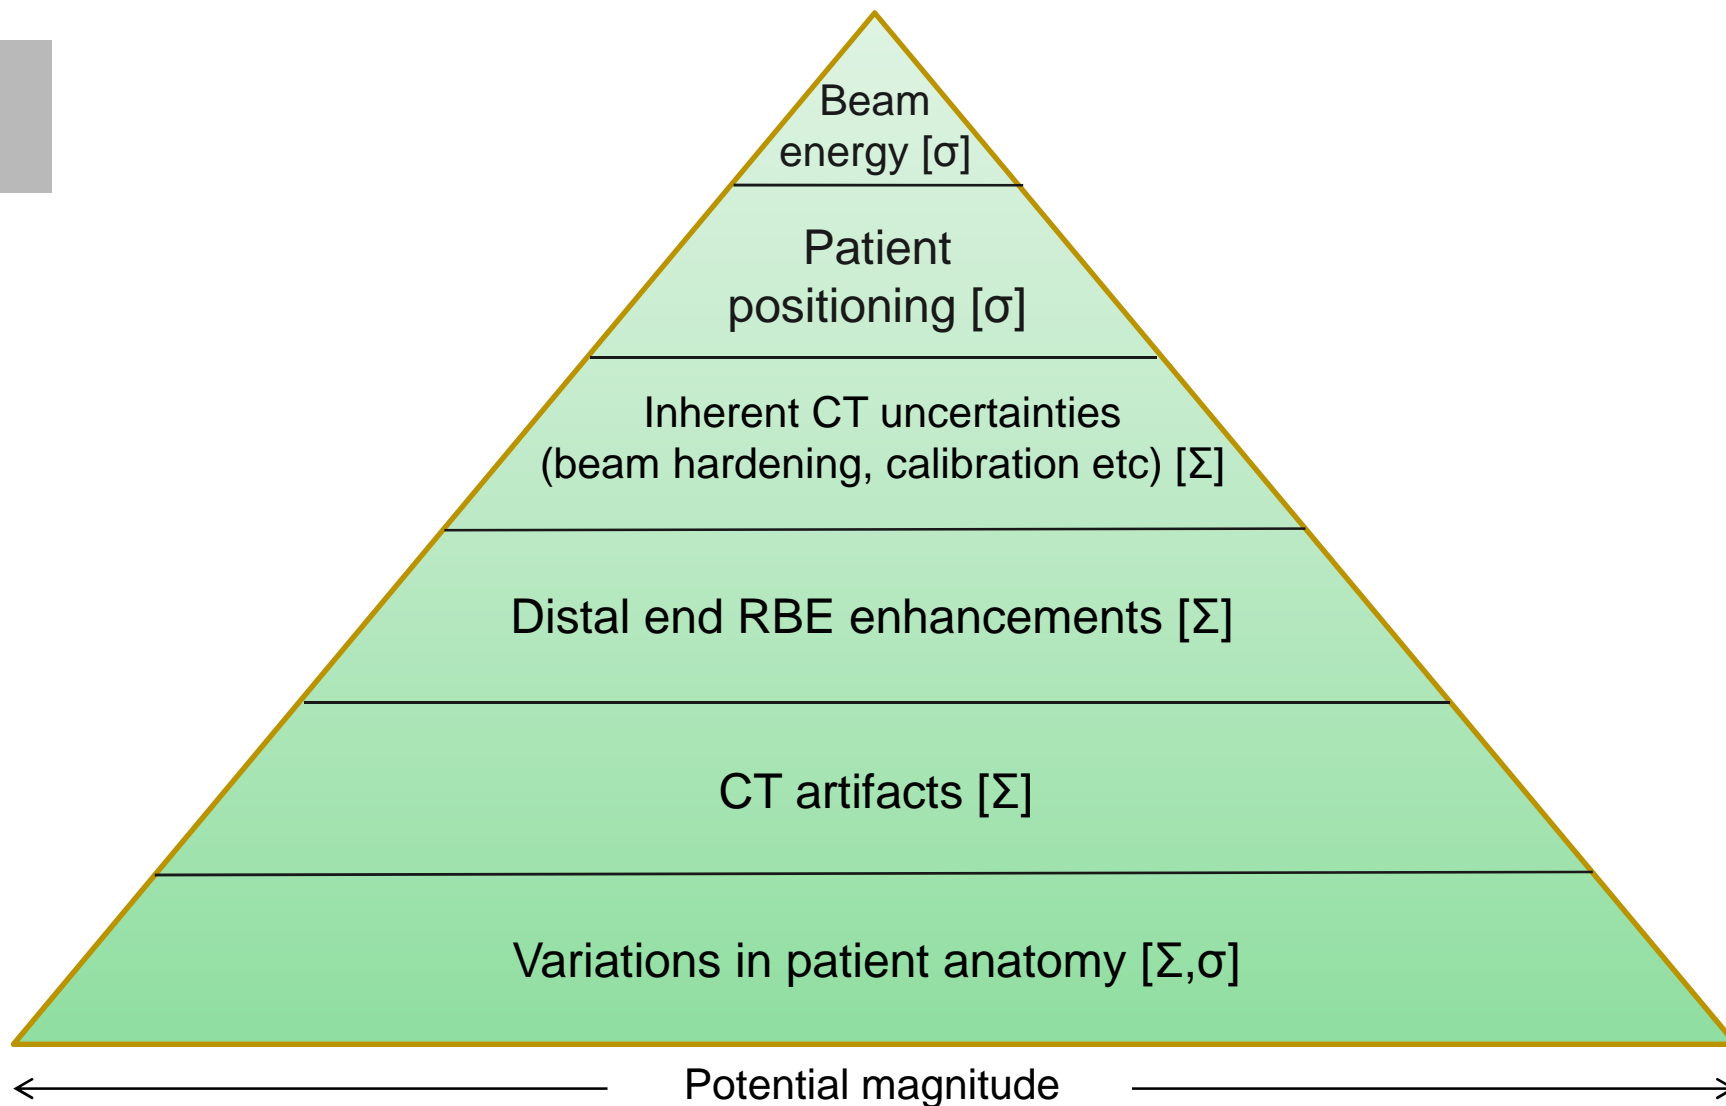 Beam
energy [σ]
Patient
positioning [σ]
Inherent CT uncertainties
(beam hardening, calibration etc) [Σ]
Distal end RBE enhancements [Σ]
CT artifacts [Σ]
Variations in patient anatomy [Σ,σ]
Potential magnitude